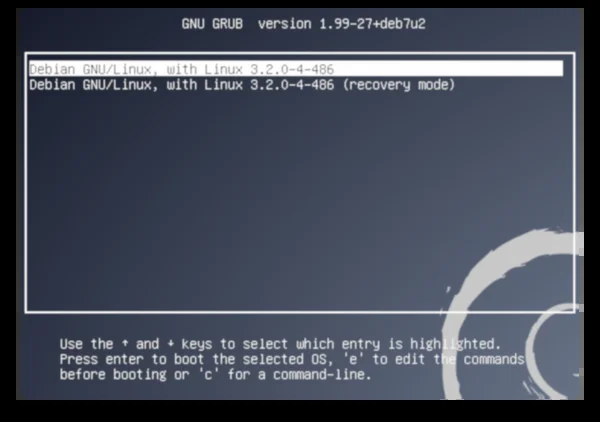 GNU GRUB  version 1.99-27+deb7u2
Debian GNU/Linux, with Linux 3.2.0-4-486
Debian GNU/Linux, with Linux 3.2.0-4-486 (recovery mode)
Use the ↑ and ↓ keys to select which entry is highlighted.
Press enter to boot the selected OS, 'e' to edit the commands
before booting or 'c' for a command-line.